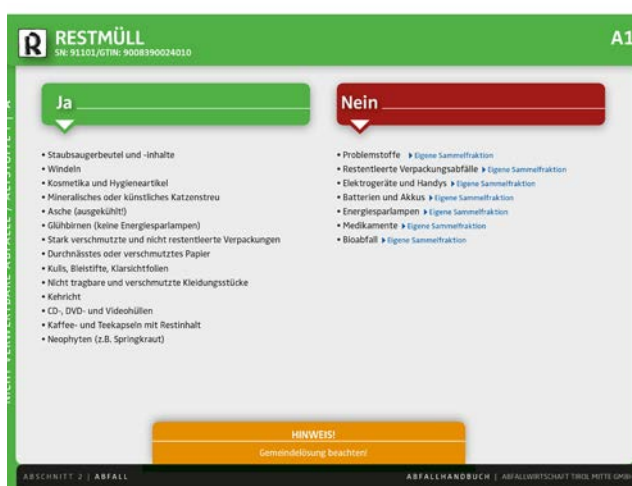 R
RESTMÜLL
SN: 91101/GTIN: 9008390024010
A1
Ja
Nein
• Staubsaugerbeutel und -inhalte
• Windeln
• Kosmetika und Hygieneartikel
• Mineralisches oder künstliches Katzenstreu
• Asche (ausgekühlt!)
• Glühbirnen (keine Energiesparlampen)
• Stark verschmutzte und nicht restentleerte Verpackungen
• Durchnässtes oder verschmutztes Papier
• Kulis, Bleistifte, Klarsichtfolien
• Nicht tragbare und verschmutzte Kleidungsstücke
• Kehricht
• CD-, DVD- und Videohüllen
• Kaffee- und Teekapseln mit Restinhalt
• Neophyten (z.B. Springkraut)
• Problemstoffe Eigene Sammelfraktion
• Restentleerte Verpackungsabfälle Eigene Sammelfraktion
• Elektrogeräte und Handys Eigene Sammelfraktion
• Batterien und Akkus Eigene Sammelfraktion
• Energiesparlampen Eigene Sammelfraktion
• Medikamente Eigene Sammelfraktion
• Bioabfall Eigene Sammelfraktion
HINWEIS!
Gemeindelösung beachten!
ABSCHNITT 2 | ABFALL
ABFALLHANDBUCH | ABFALLWIRTSCHAFT TIROL MITTE GMBH